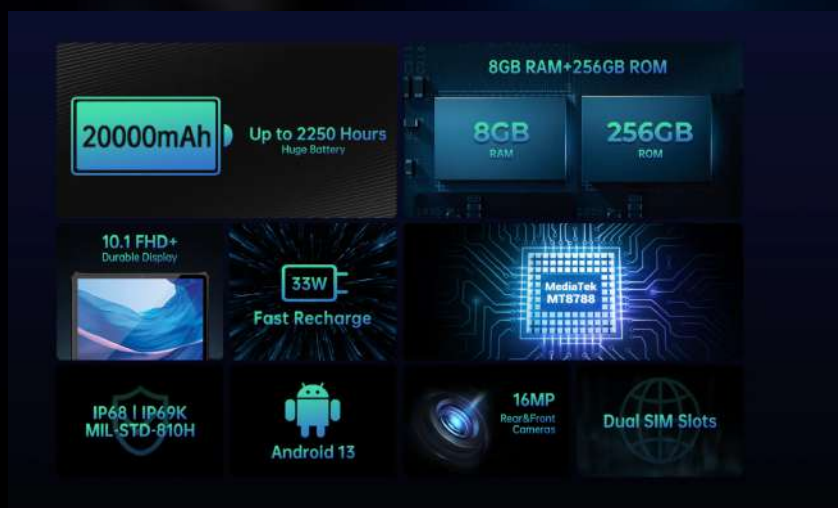 20000mAh
Up to 2250 Hours
Huge Battery
8GB RAM+256GB ROM
8GB
RAM
256GB
ROM
10.1 FHD+
Durable Display
33W
Fast Recharge
MediaTek
MT8788
IP68 | IP69K
MIL-STD-810H
Android 13
16MP
Rear&Front
Cameras
Dual SIM Slots